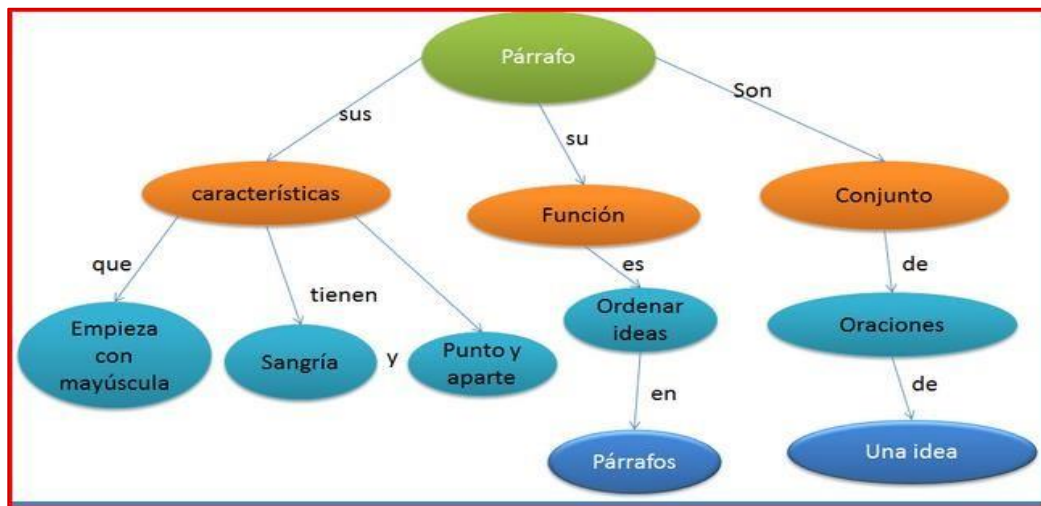 Párrafo
Son
sus
su
características
Función
Conjunto
que
tienen
es
de
Empieza
con
mayúscula
Sangría
y
Punto y
aparte
Ordenar
ideas
Oraciones
en
de
Párrafos
Una idea